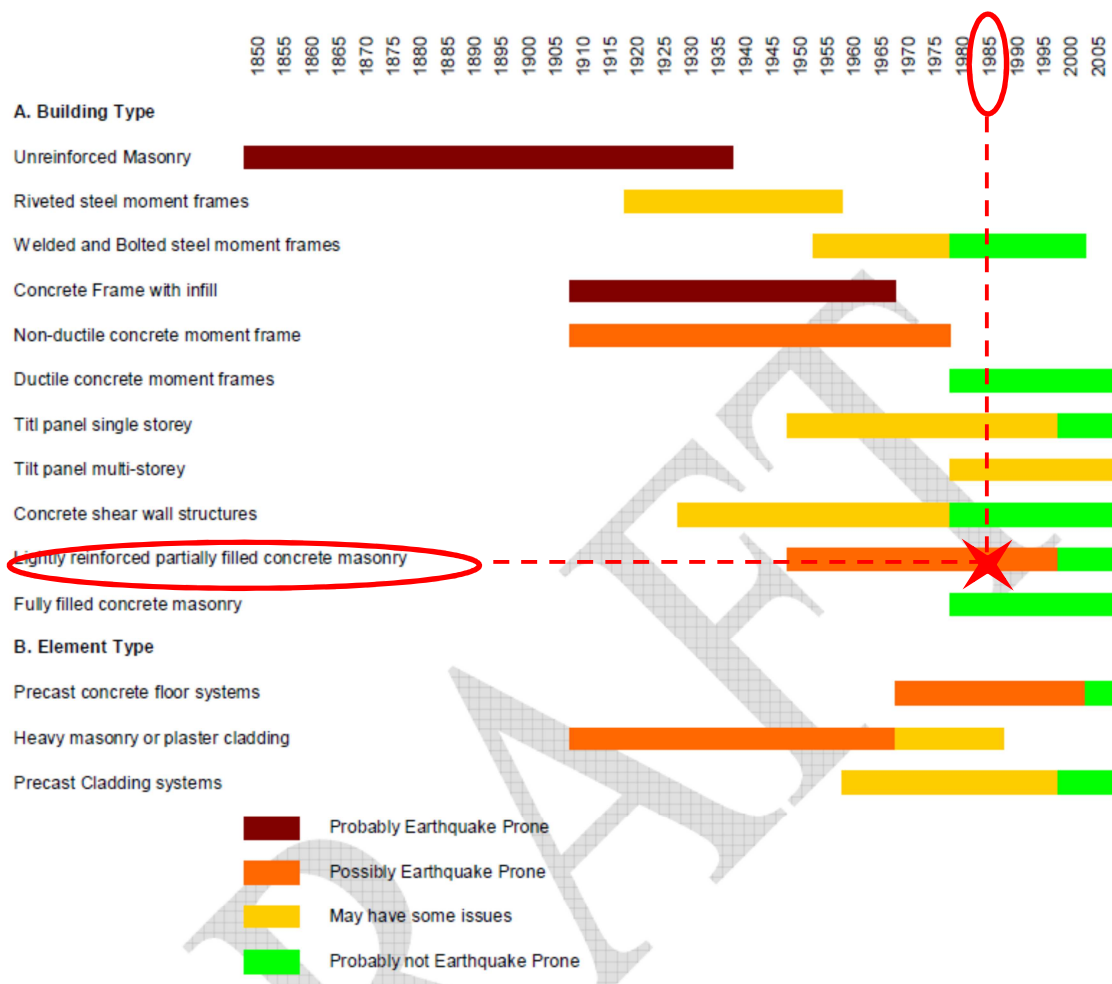 1850 1855 1860 1865 1870 1875 1880 1885 1890 1895 1900 1905 1910 1915 1920 1925 1930 1935 1940 1945 1950 1955 1960 1965 1970 1975 1980 1985 1990 1995 2000 2005
A. Building Type
Unreinforced Masonry
Riveted steel moment frames
Welded and Bolted steel moment frames
Concrete Frame with infill
Non-ductile concrete moment frame
Ductile concrete moment frames
Titl panel single storey
Tilt panel multi-storey
Concrete shear wall structures
Lightly reinforced partially filled concrete masonry
Fully filled concrete masonry
B. Element Type
Precast concrete floor systems
Heavy masonry or plaster cladding
Precast Cladding systems
Probably Earthquake Prone
Possibly Earthquake Prone
May have some issues
Probably not Earthquake Prone
RAFT